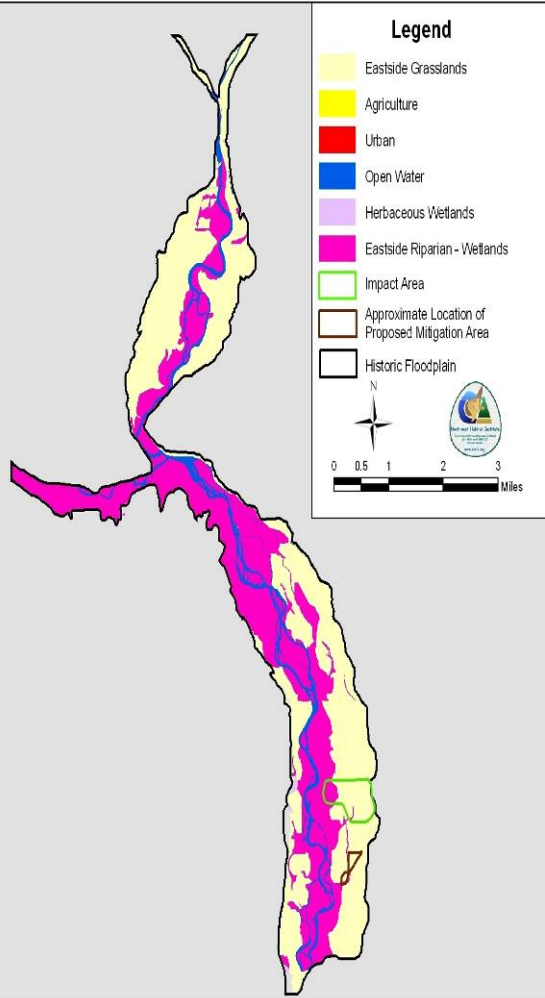 Legend
Eastside Grasslands
Agriculture
Urban
Open Water
Herbaceous Wetlands
Eastside Riparian - Wetlands
Impact Area
Approximate Location of
Proposed Mitigation Area
Historic Floodplain
N
0 0.5 1 2 3
Miles